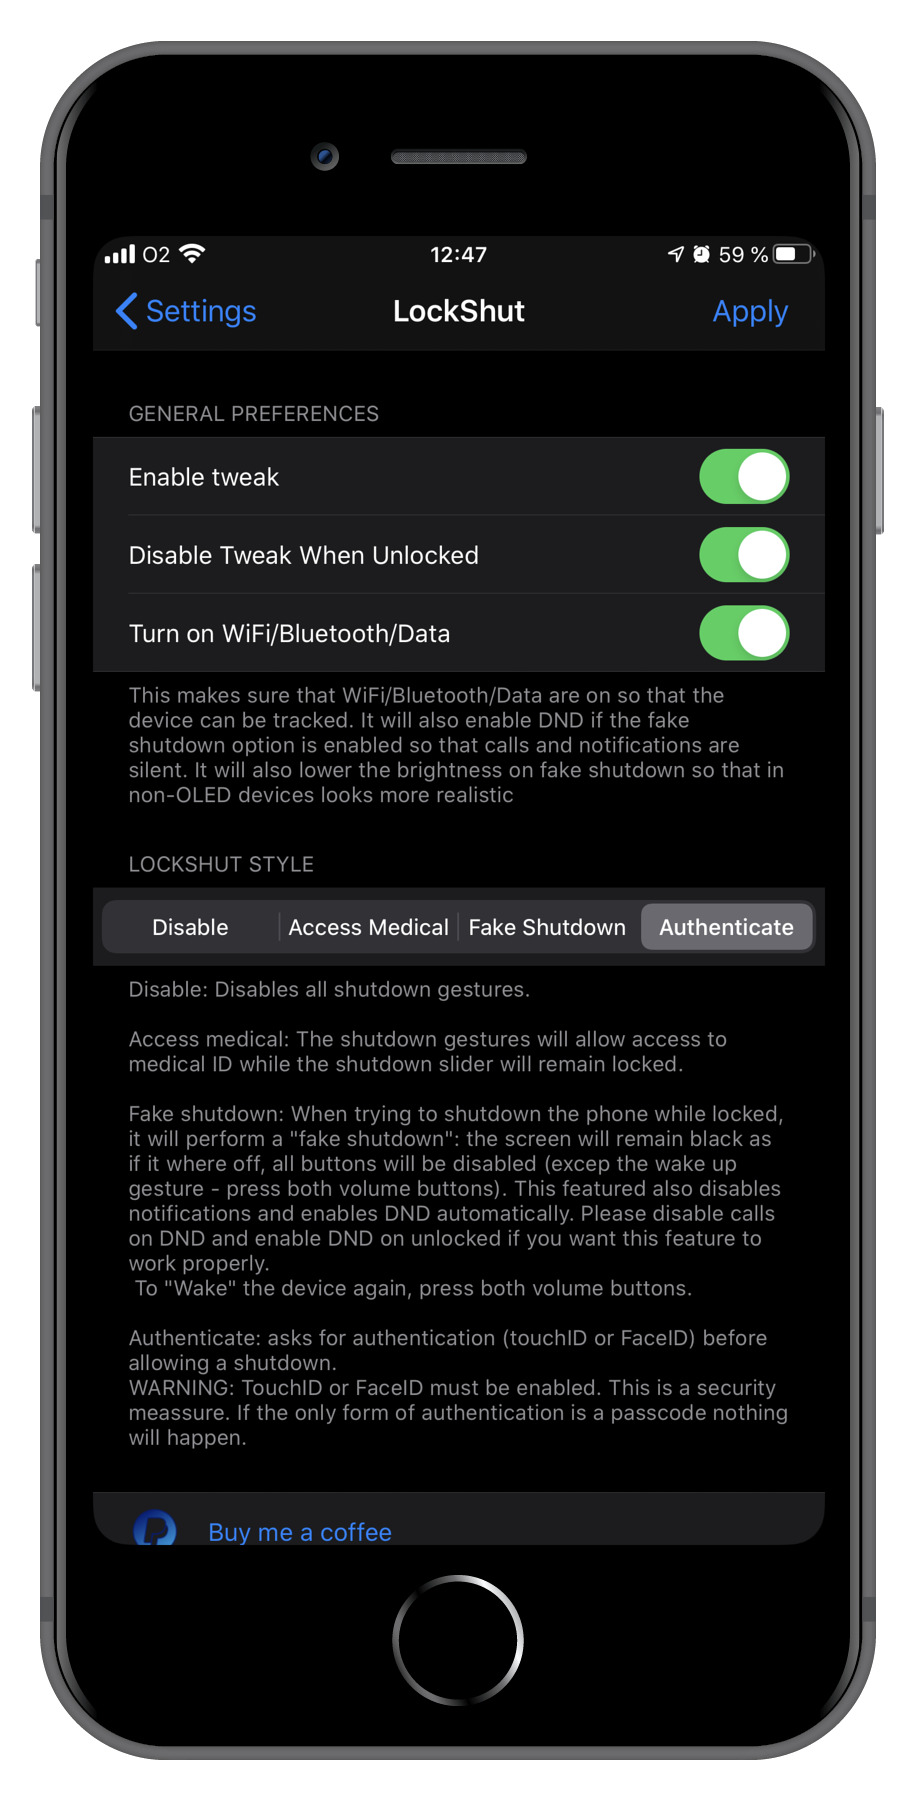 O2 12:47 59 %
Settings LockShut Apply
GENERAL PREFERENCES
Enable tweak
Disable Tweak When Unlocked
Turn on WiFi/Bluetooth/Data
This makes sure that WiFi/Bluetooth/Data are on so that the
device can be tracked. It will also enable DND if the fake
shutdown option is enabled so that calls and notifications are
silent. It will also lower the brightness on fake shutdown so that in
non-OLED devices looks more realistic
LOCKSHUT STYLE
Disable Access Medical Fake Shutdown Authenticate
Disable: Disables all shutdown gestures.
Access medical: The shutdown gestures will allow access to
medical ID while the shutdown slider will remain locked.
Fake shutdown: When trying to shutdown the phone while locked,
it will perform a "fake shutdown": the screen will remain black as
if it where off, all buttons will be disabled (excep the wake up
gesture - press both volume buttons). This featured also disables
notifications and enables DND automatically. Please disable calls
on DND and enable DND on unlocked if you want this feature to
work properly.
To "Wake" the device again, press both volume buttons.
Authenticate: asks for authentication (touchID or FaceID) before
allowing a shutdown.
WARNING: TouchID or FaceID must be enabled. This is a security
meassure. If the only form of authentication is a passcode nothing
will happen.
Buy me a coffee